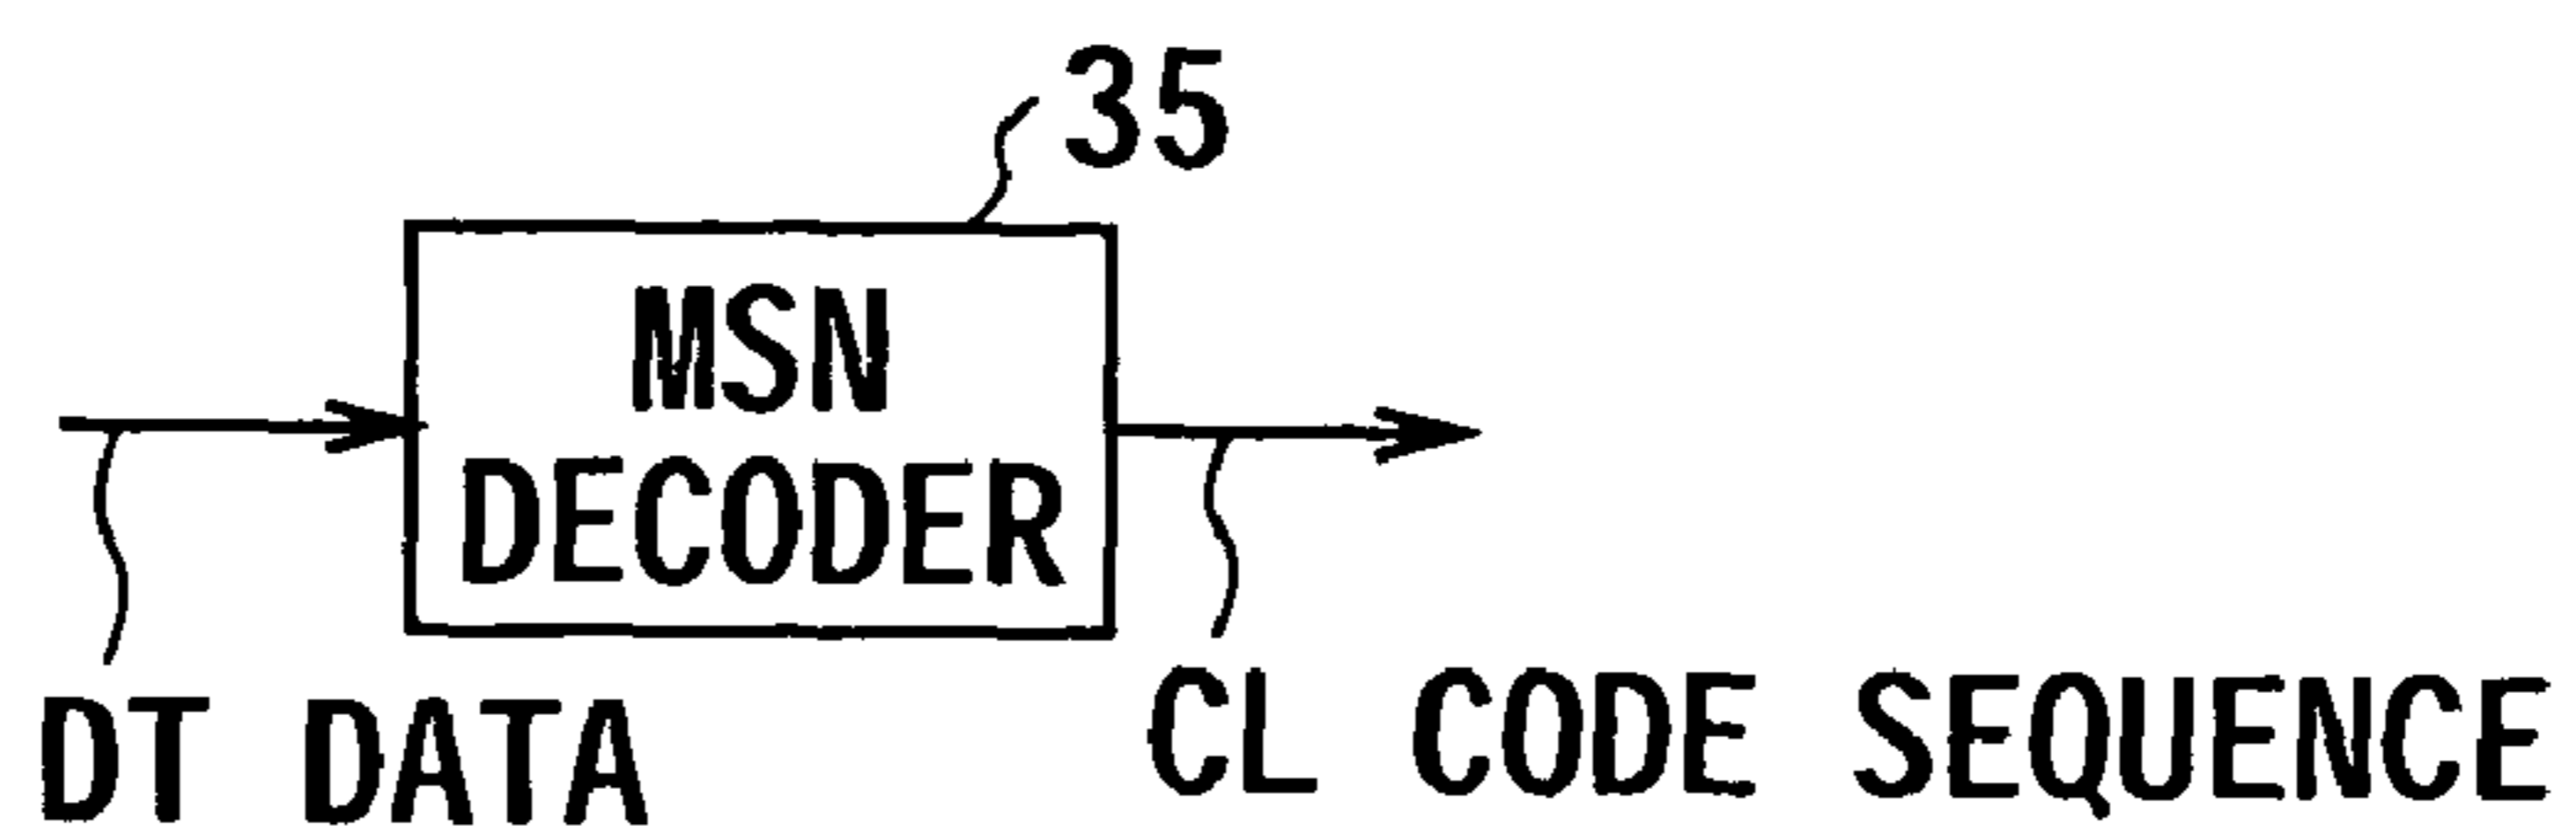 35
MSN
DECODER
DT DATA
CL CODE SEQUENCE